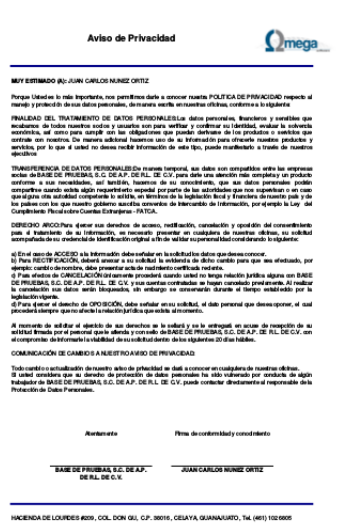 Aviso de Privacidad
Omega
MUY ESTIMADO (A): JUAN CARLOS NUNEZ ORTIZ
Porque Usted es lo más importante, nos permitimos darle a conocer nuestra POLÍTICA DE PRIVACIDAD respecto al
manejo y protección de sus datos personales, de manera escrita en nuestras oficinas, conforme a lo siguiente:
FINALIDAD DEL TRATAMIENTO DE DATOS PERSONALES: Los datos personales, financieros y sensibles que
recabamos de todos nuestros socios y usuarios son para verificar y confirmar su identidad, evaluar la solvencia
económica, así como para cumplir con las obligaciones que puedan derivarse de los productos o servicios que
contrate con nosotros. De manera adicional hacemos uso de su información para ofrecerle nuestros productos y
servicios, por lo que si usted no desea recibir información de este tipo, puede manifestarlo a través de nuestros
ejecutivos
TRANSFERENCIA DE DATOS PERSONALES: De manera temporal, sus datos son compartidos entre las empresas
socias de BASE DE PRUEBAS, S.C. DE A.P. DE R.L. DE C.V. para darle una atención más completa y un producto
conforme a sus necesidades, así también, hacemos de su conocimiento, que sus datos personales podrán
compartirse cuando exista algún requerimiento expedido por parte de las autoridades que nos supervisan o en caso
que alguna otra autoridad competente lo solicite, en términos de la legislación fiscal y financiera de nuestro país y de
los países con los que nuestro gobierno suscriba convenios de intercambio de información, por ejemplo la Ley del
Cumplimiento Fiscal sobre Cuentas Extranjeras - FATCA.
DERECHO ARCO: Para ejercer sus derechos de acceso, rectificación, cancelación y oposición del consentimiento
para el tratamiento de su información, es necesario presentar en cualquiera de nuestras oficinas, su solicitud
acompañada de su credencial de identificación original a fin de validar su personalidad considerando lo siguiente:
a) En el caso de ACCESO a la información debe señalar en la solicitud los datos que desea conocer.
b) Para RECTIFICACIÓN, deberá anexar a su solicitud la evidencia de dicho cambio para que sea efectuado, por
ejemplo: cambio de nombre, debe presentar acta de nacimiento certificada reciente.
c) Para efectos de CANCELACIÓN únicamente procederá cuando usted no tenga relación jurídica alguna con BASE
DE PRUEBAS, S.C. DE A.P. DE R.L. DE C.V. y sus cuentas contratadas se hayan cancelado previamente. Al realizar
la cancelación sus datos serán bloqueados, sin embargo se conservarán durante el tiempo establecido por la
legislación vigente.
d) Para ejercer el derecho de OPOSICIÓN, debe señalar en su solicitud, el dato personal que desea oponer, el cual
procederá siempre que no afecte la relación jurídica que exista al momento.
Al momento de solicitar el ejercicio de sus derechos se le sellará y se le entregará en acuse de recepción de su
solicitud firmada por el personal que le atienda y con sello de BASE DE PRUEBAS, S.C. DE A.P. DE R.L. DE C.V. con
el compromiso de informarle la viabilidad de su solicitud dentro de los siguientes 20 días hábiles.
COMUNICACIÓN DE CAMBIOS A NUESTRO AVISO DE PRIVACIDAD:
Todo cambio o actualización de nuestro aviso de privacidad se dará a conocer en cualquiera de nuestras oficinas.
Si usted considera que su derecho de protección de datos personales ha sido vulnerado por conducta de algún
trabajador de BASE DE PRUEBAS, S.C. DE A.P. DE R.L. DE C.V. puede contactar directamente al responsable de la
Protección de Datos Personales.
Atentamente
Firma de conformidad y conocimiento
BASE DE PRUEBAS, S.C. DE A.P.
DE R.L. DE C.V.
JUAN CARLOS NUNEZ ORTIZ
HACIENDA DE LOURDES #209, COL. DON GU, C.P. 36016, CELAYA, GUANAJUATO, Tel. (461) 1026605